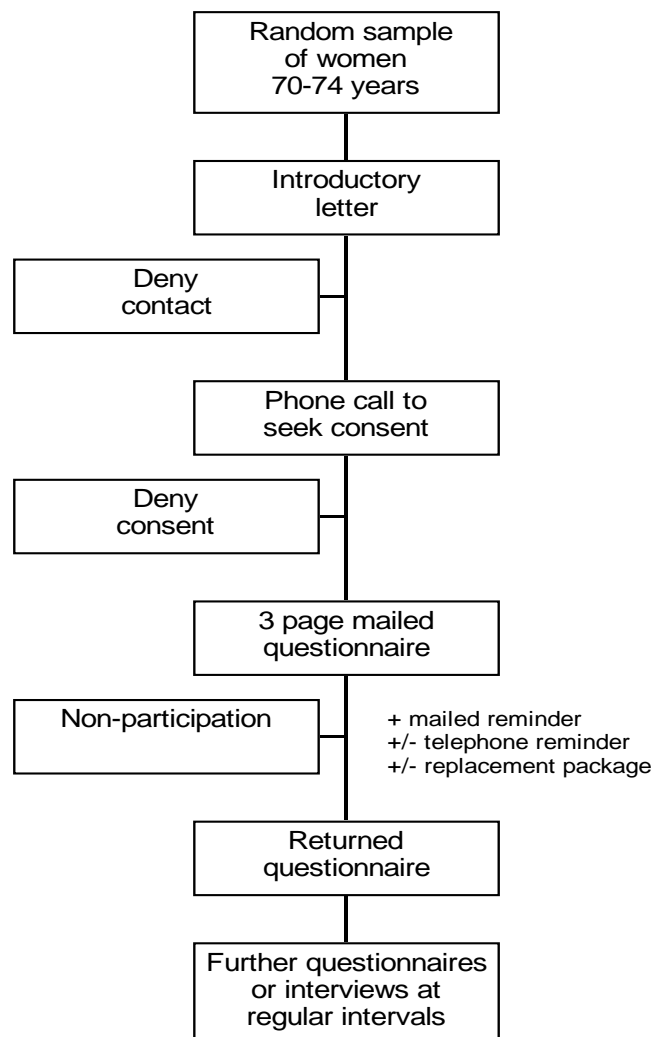 Random sample
of women
70-74 years
Introductory
letter
Deny
contact
Phone call to
seek consent
Deny
consent
3 page mailed
questionnaire
Non-participation
+ mailed reminder
+/- telephone reminder
+/- replacement package
Returned
questionnaire
Further questionnaires
or interviews at
regular intervals